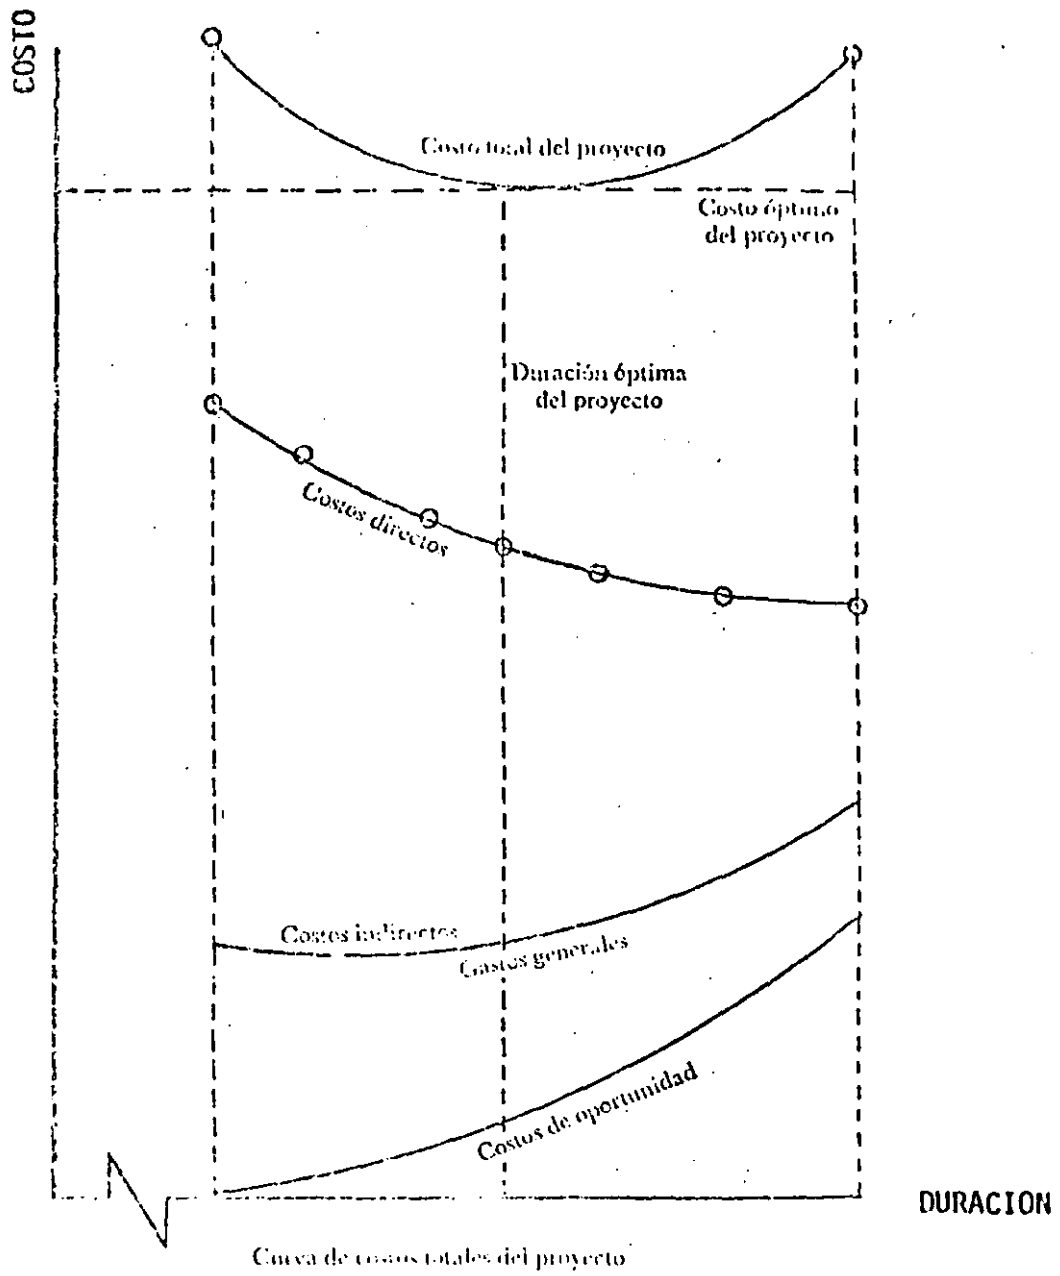 COSTO
Costo total del proyecto
Costo óptimo
del proyecto
Duración óptima
del proyecto
Costos directos
Costos indirectos
Gastos generales
Costos de oportunidad
DURACION
Curva de costos totales del proyecto